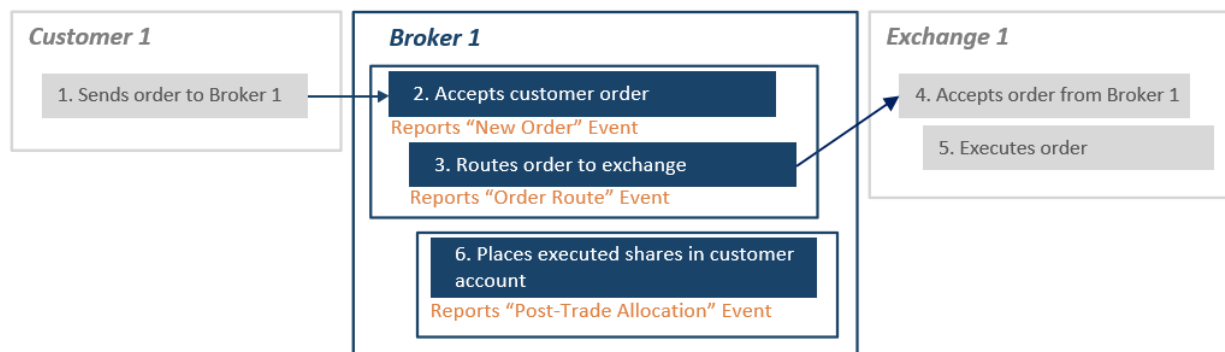 Customer 1
1. Sends order to Broker 1
Broker 1
2. Accepts customer order
Reports “New Order” Event
3. Routes order to exchange
Reports “Order Route” Event
6. Places executed shares in customer
account
Reports “Post-Trade Allocation” Event
Exchange 1
4. Accepts order from Broker 1
5. Executes order